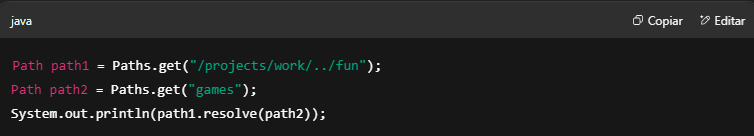 java
Copiar
Editar
Path path1 = Paths.get("/projects/work/../fun");
Path path2 = Paths.get("games");
System.out.println(path1.resolve(path2));